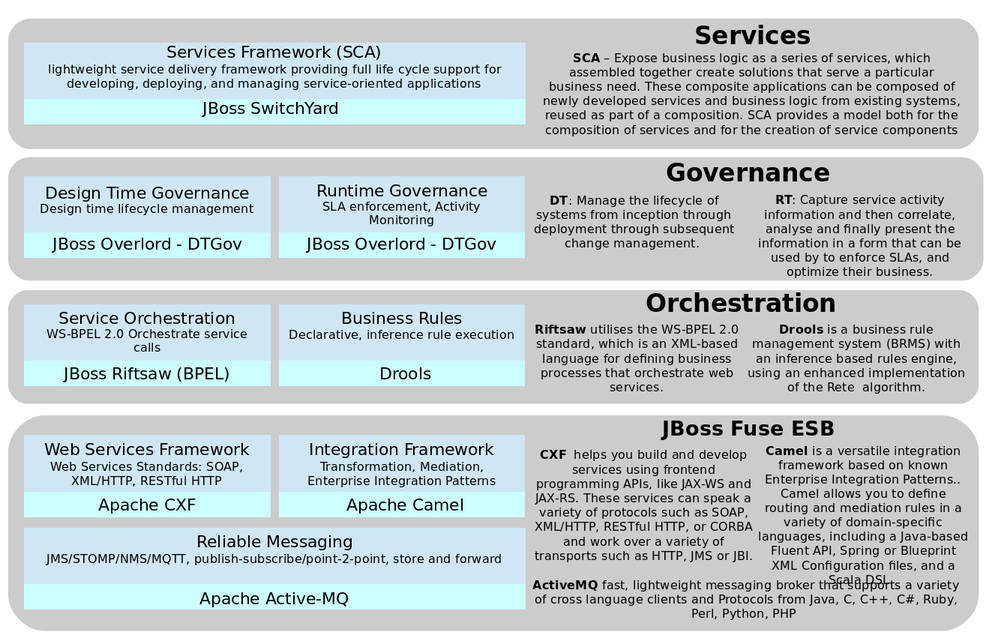 Services
Services Framework (SCA)
lightweight service delivery framework providing full life cycle support for
developing, deploying, and managing service-oriented applications
JBoss SwitchYard
SCA – Expose business logic as a series of services, which
assembled together create solutions that serve a particular
business need. These composite applications can be composed of
newly developed services and business logic from existing systems,
reused as part of a composition. SCA provides a model both for the
composition of services and for the creation of service components
Governance
Design Time Governance
Design time lifecycle management
JBoss Overlord - DTGov
Runtime Governance
SLA enforcement, Activity
Monitoring
JBoss Overlord - DTGov
DT: Manage the lifecycle of
systems from inception through
deployment through subsequent
change management.
RT: Capture service activity
information and then correlate,
analyse and finally present the
information in a form that can be
used by to enforce SLAs, and
optimize their business.
Orchestration
Service Orchestration
WS-BPEL 2.0 Orchestrate service
calls
JBoss Riftsaw (BPEL)
Business Rules
Declarative, inference rule execution
Drools
Riftsaw utilises the WS-BPEL 2.0
standard, which is an XML-based
language for defining business
processes that orchestrate web
services.
Drools is a business rule
management system (BRMS) with
an inference based rules engine,
using an enhanced implementation
of the Rete  algorithm.
JBoss Fuse ESB
Web Services Framework
Web Services Standards: SOAP,
XML/HTTP, RESTful HTTP
Apache CXF
Integration Framework
Transformation, Mediation,
Enterprise Integration Patterns
Apache Camel
Reliable Messaging
JMS/STOMP/NMS/MQTT, publish-subscribe/point-2-point, store and forward
Apache Active-MQ
CXF  helps you build and develop
services using frontend
programming APIs, like JAX-WS and
JAX-RS. These services can speak a
variety of protocols such as SOAP,
XML/HTTP, RESTful HTTP, or CORBA
and work over a variety of
transports such as HTTP, JMS or JBI.
Camel is a versatile integration
framework based on known
Enterprise Integration Patterns..
Camel allows you to define
routing and mediation rules in a
variety of domain-specific
languages, including a Java-based
Fluent API, Spring or Blueprint
XML Configuration files, and a
Scala DSL.
ActiveMQ fast, lightweight messaging broker that supports a variety
of cross language clients and Protocols from Java, C, C++, C#, Ruby,
Perl, Python, PHP